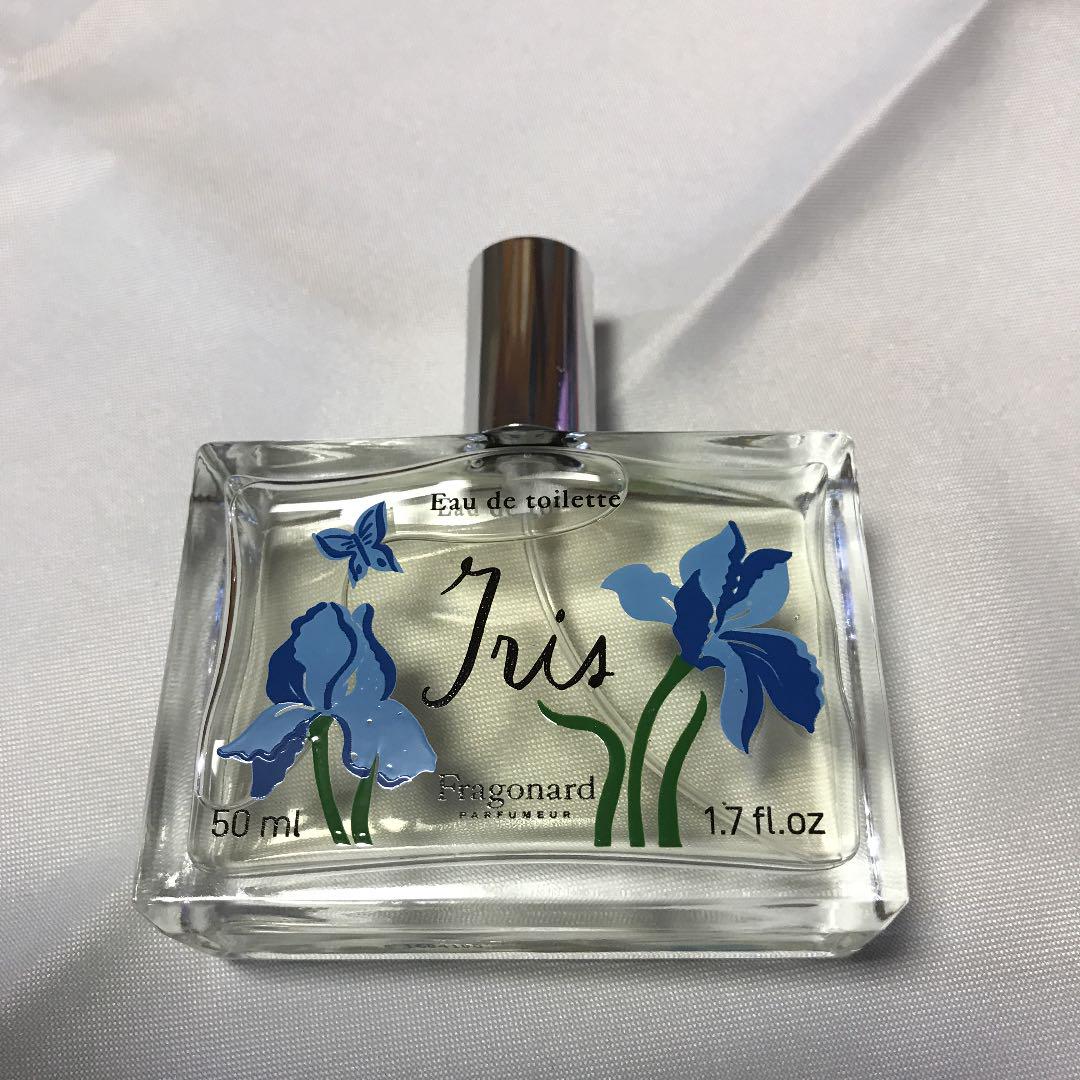 Eau de toilette
Iris
Fragonard
PARFUMEUR
50 ml
1.7 fl.oz